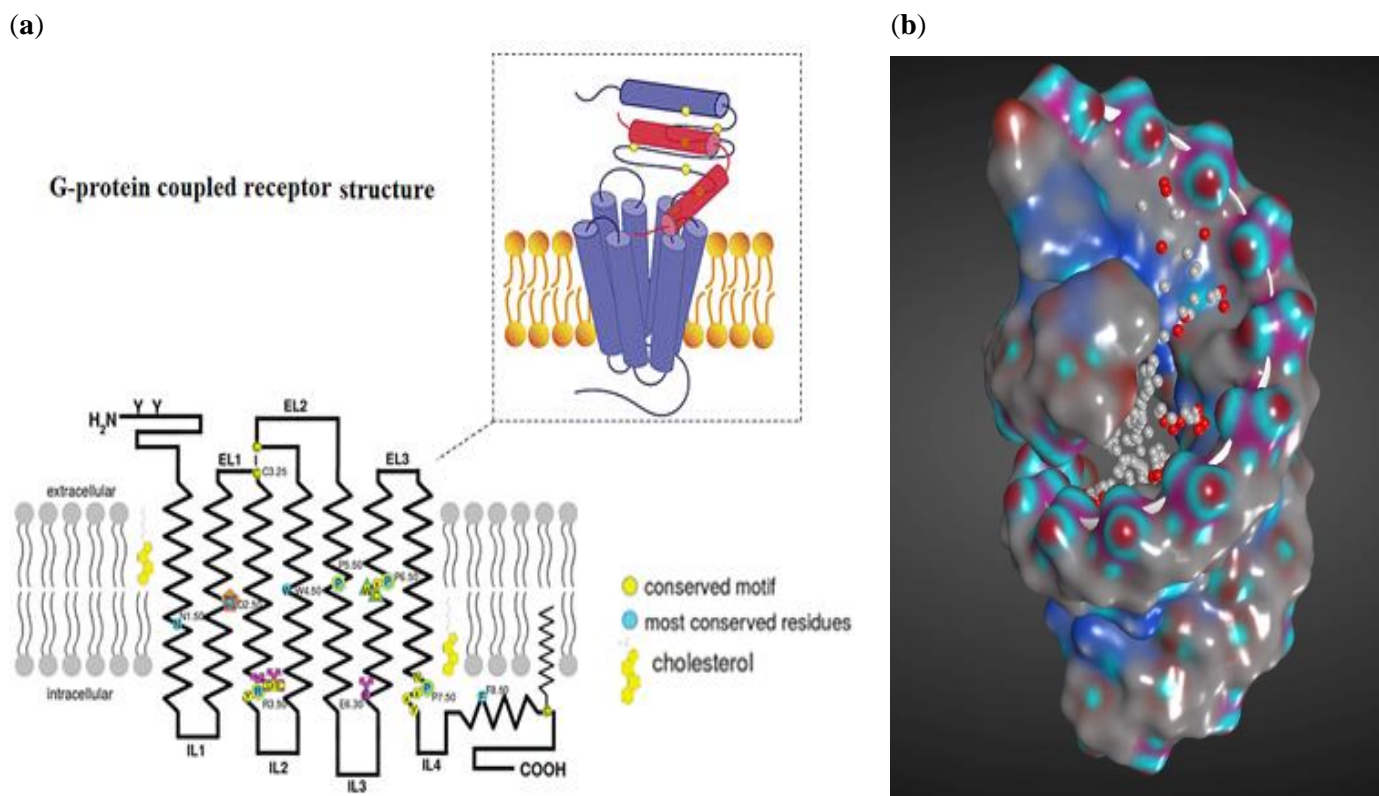 (a)
(b)
G-protein coupled receptor structure
H2N
Y Y
EL2
EL1
C3.25
EL3
extracellular
P5.50
P6.50
W4.50
D2.50
N1.50
conserved motif
most conserved residues
cholesterol
intracellular
R3.50
E6.30
P7.50
F8.50
IL1
IL2
IL3
IL4
COOH